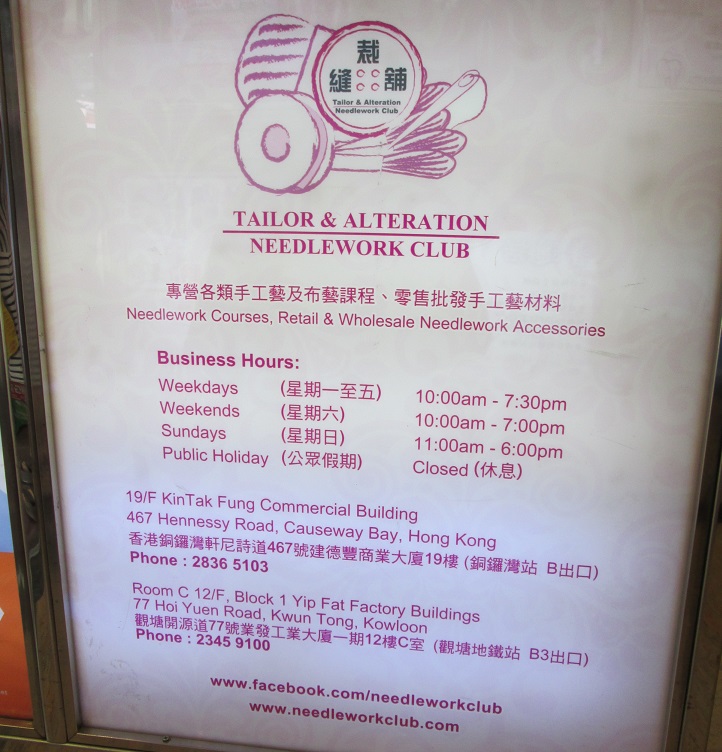 裁
縫 舖
Tailor & Alteration
Needlework Club
TAILOR & ALTERATION
NEEDLEWORK CLUB
專營各類手工藝及布藝課程、零售批發手工藝材料
Needlework Courses, Retail & Wholesale Needlework Accessories
Business Hours:
Weekdays (星期一至五) 10:00am - 7:30pm
Weekends (星期六) 10:00am - 7:00pm
Sundays (星期日) 11:00am - 6:00pm
Public Holiday (公眾假期) Closed (休息)
19/F KinTak Fung Commercial Building
467 Hennessy Road, Causeway Bay, Hong Kong
香港銅鑼灣軒尼詩道467號建德豐商業大廈19樓 (銅鑼灣站 B出口)
Phone : 2836 5103
Room C 12/F, Block 1 Yip Fat Factory Buildings
77 Hoi Yuen Road, Kwun Tong, Kowloon
觀塘開源道77號業發工業大廈一期12樓C室 (觀塘地鐵站 B3出口)
Phone : 2345 9100
www.facebook.com/needleworkclub
www.needleworkclub.com